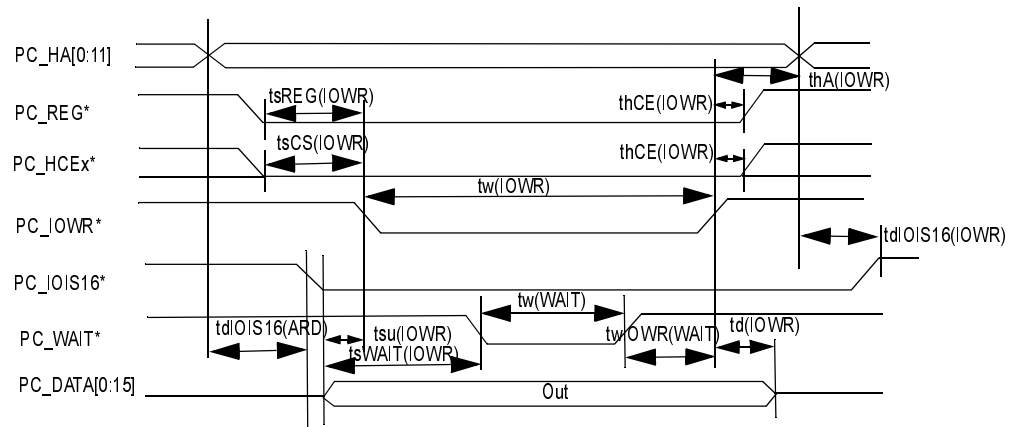 PC_HA[0:11]
thA(IOWR)
tsREG(IOWR)
thCE(IOWR)
PC_REG*
tsCS(IOWR)
thCE(IOWR)
PC_HCEx*
tw(IOWR)
PC_IOWR*
tdIOIS16(IOWR)
PC_IOIS16*
tw(WAIT)
tdIOIS16(ARD)
tsu(IOWR)
twIOWR(WAIT)
td(IOWR)
PC_WAIT*
tsWAIT(IOWR)
PC_DATA[0:15]
Out